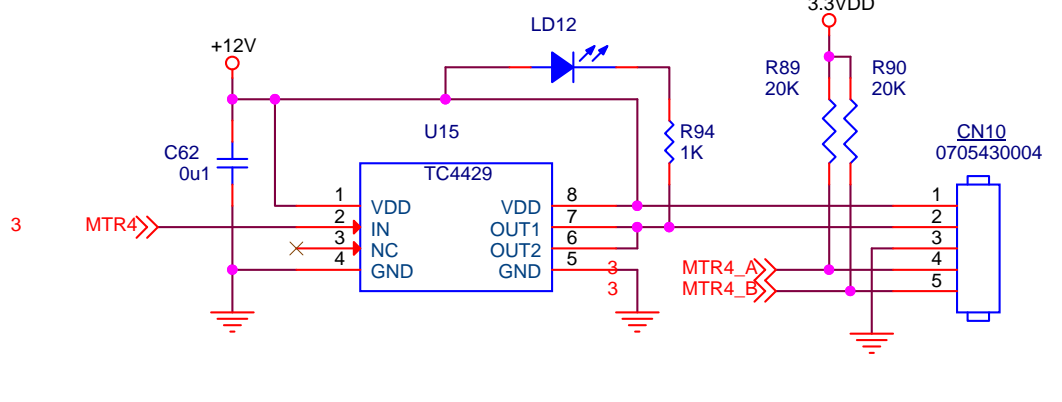 3.3VDD
LD12
+12V
R89
20K
R90
20K
U15
R94
1K
CN10
0705430004
C62
0u1
TC4429
1
VDD
VDD
8
1
3
MTR4
2
IN
OUT1
7
2
3
NC
OUT2
6
3
4
GND
GND
5
3
MTR4_A
4
3
MTR4_B
5